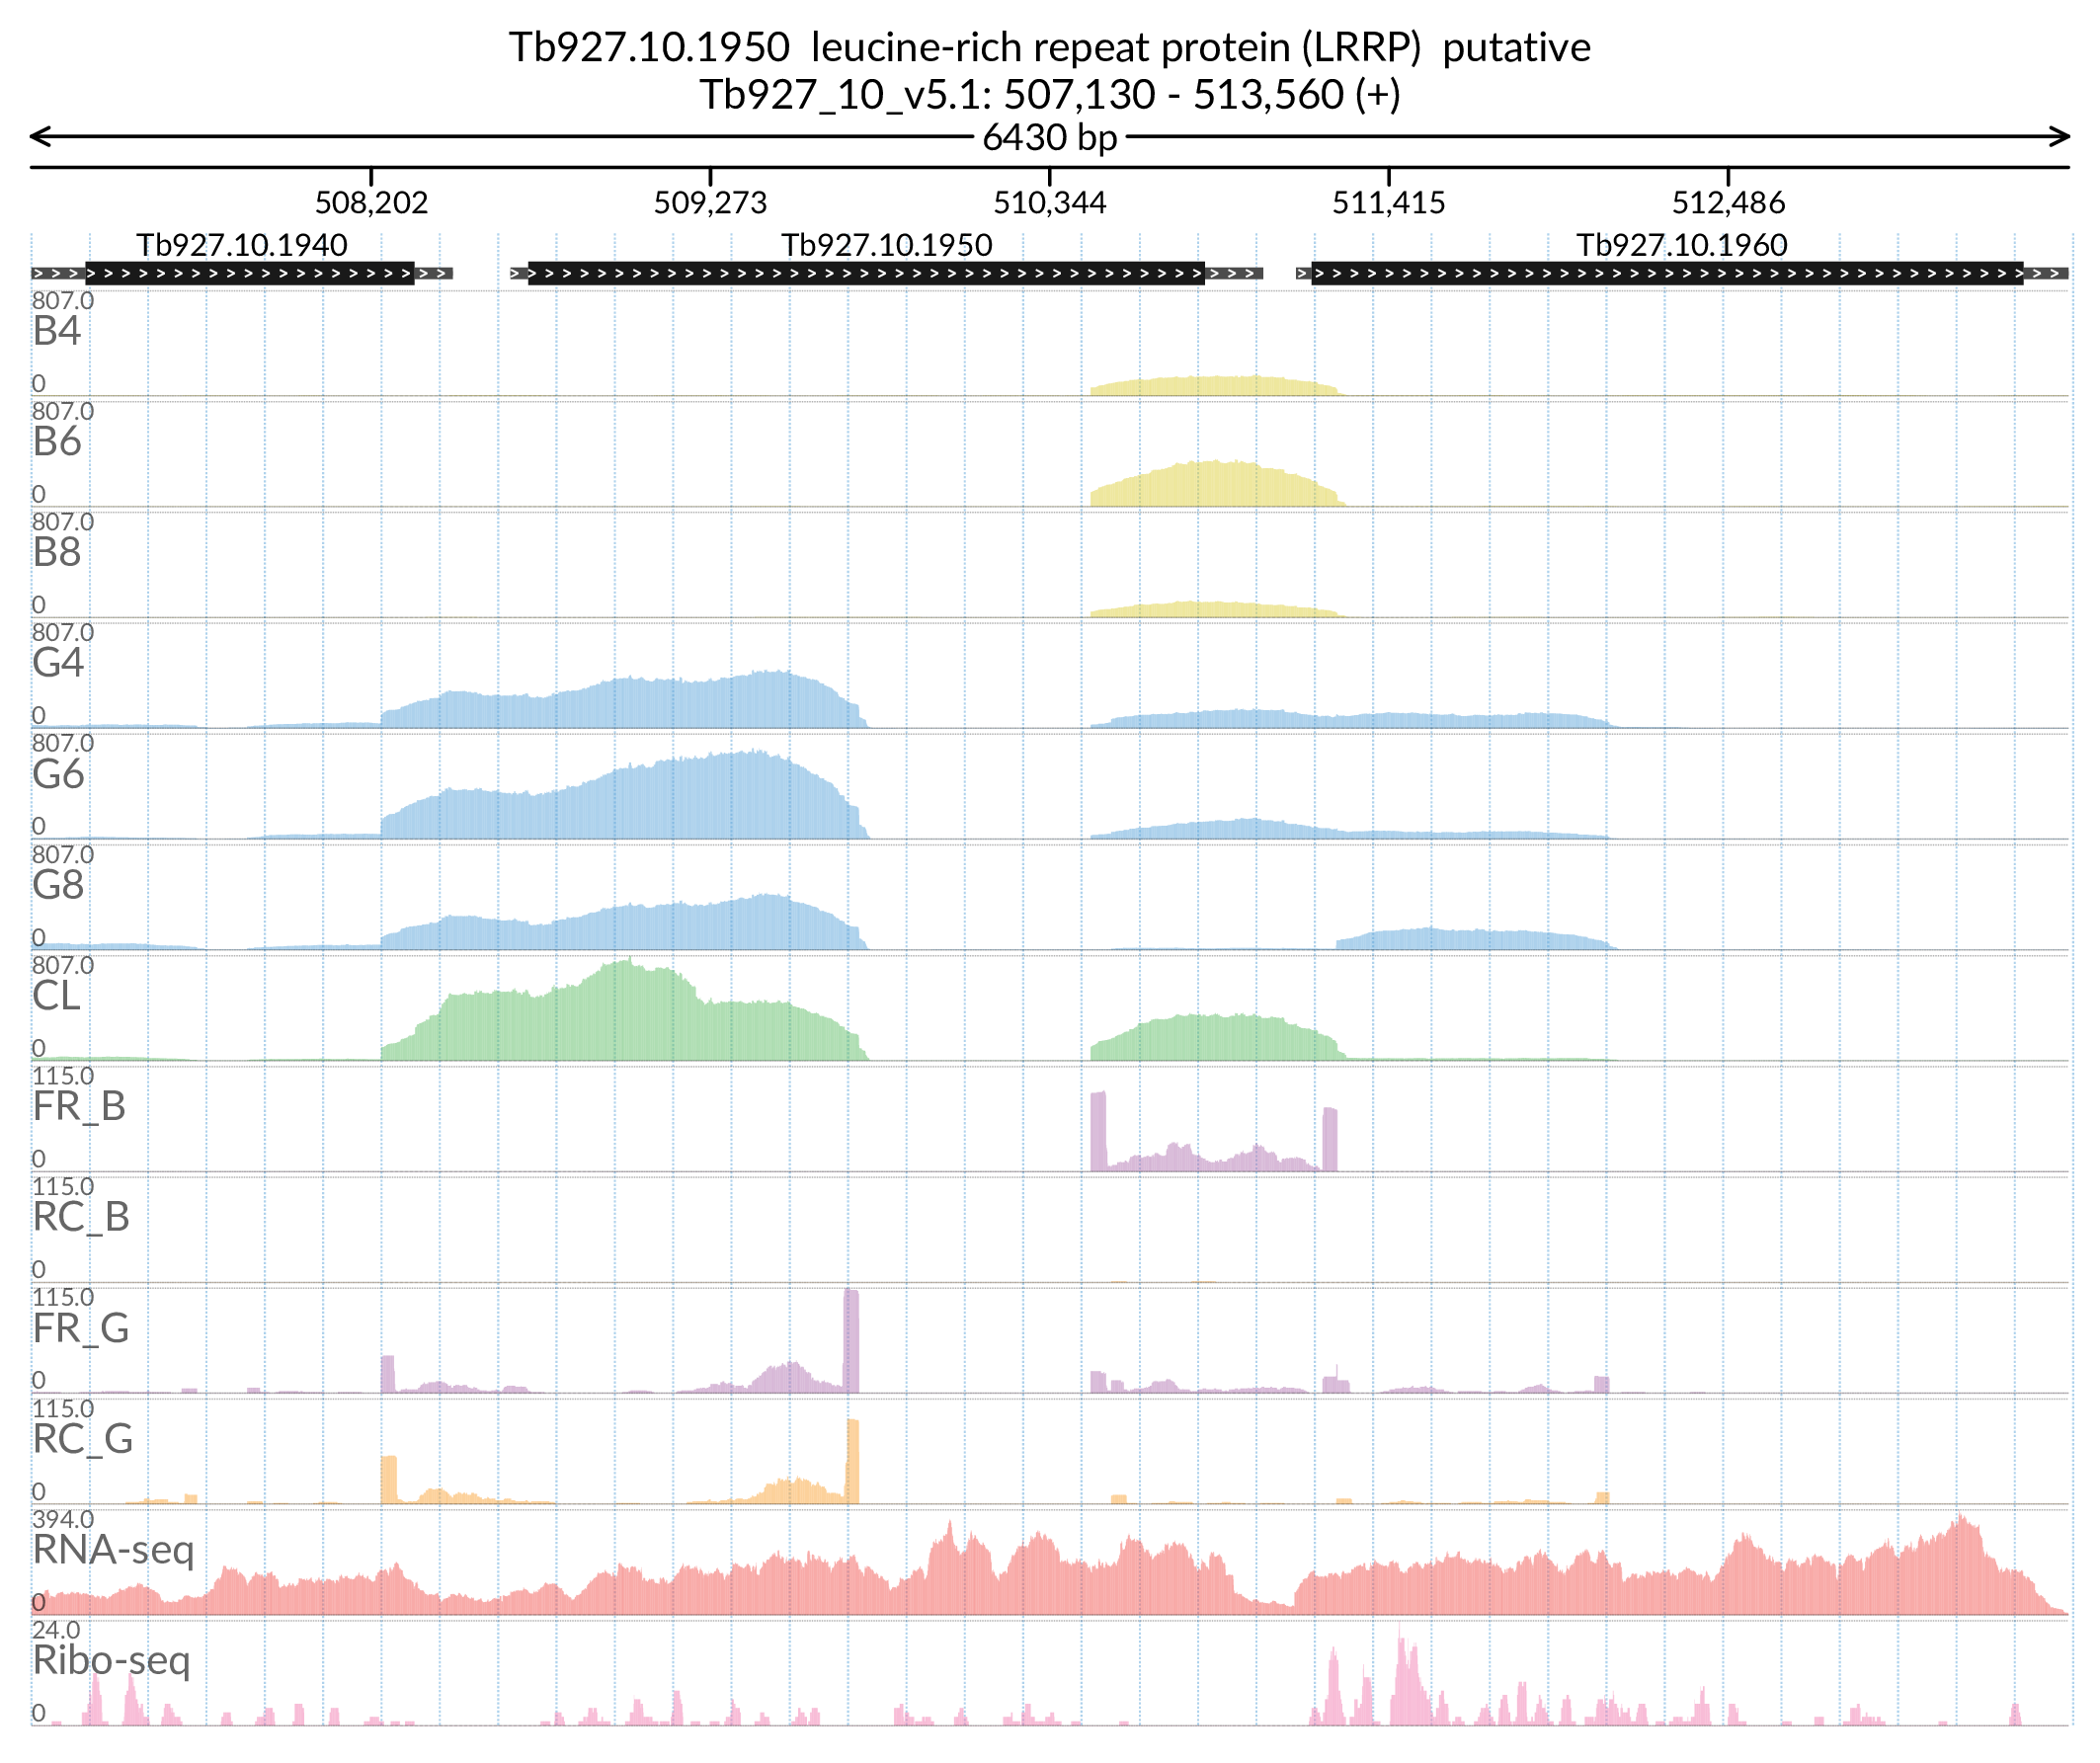 Tb927.10.1950 leucine-rich repeat protein (LRRP) putative
Tb927_10_v5.1: 507,130 - 513,560 (+)
6430 bp
508,202 509,273 510,344 511,415 512,486
Tb927.10.1940 Tb927.10.1950 Tb927.10.1960
807.0
B4
0
807.0
B6
0
807.0
B8
0
807.0
G4
0
807.0
G6
0
807.0
G8
0
807.0
CL
0
115.0
FR_B
0
115.0
RC_B
0
115.0
FR_G
0
115.0
RC_G
0
394.0
RNA-seq
0
24.0
Ribo-seq
0